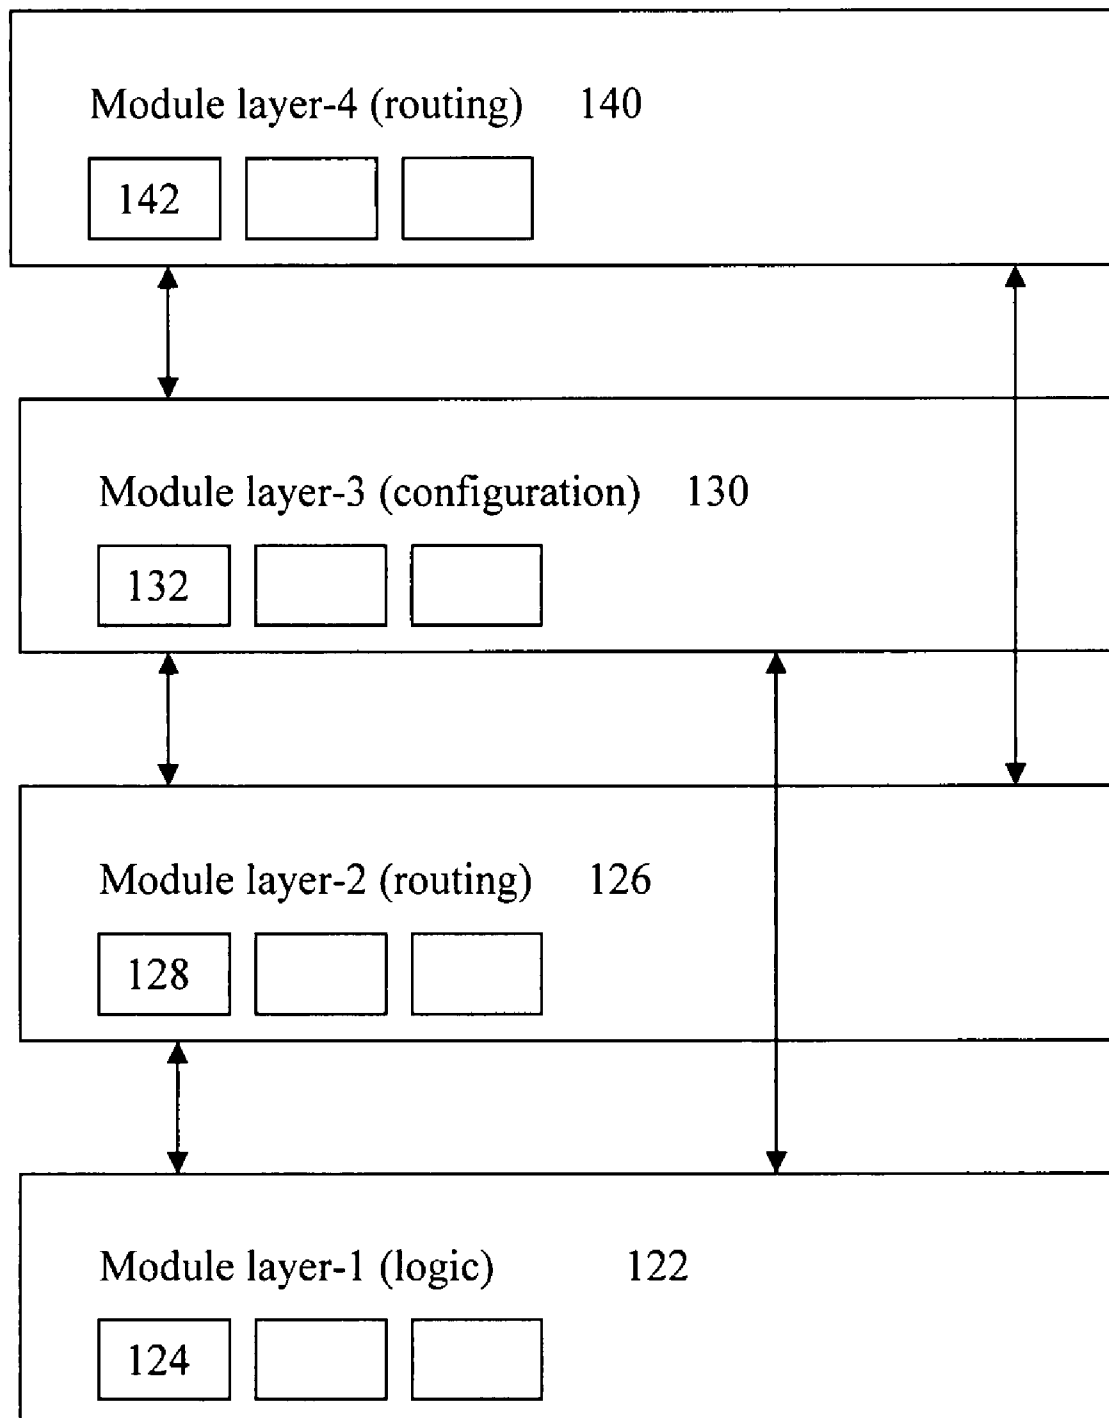 Module layer-4 (routing) 140
142
Module layer-3 (configuration) 130
132
Module layer-2 (routing) 126
128
Module layer-1 (logic) 122
124